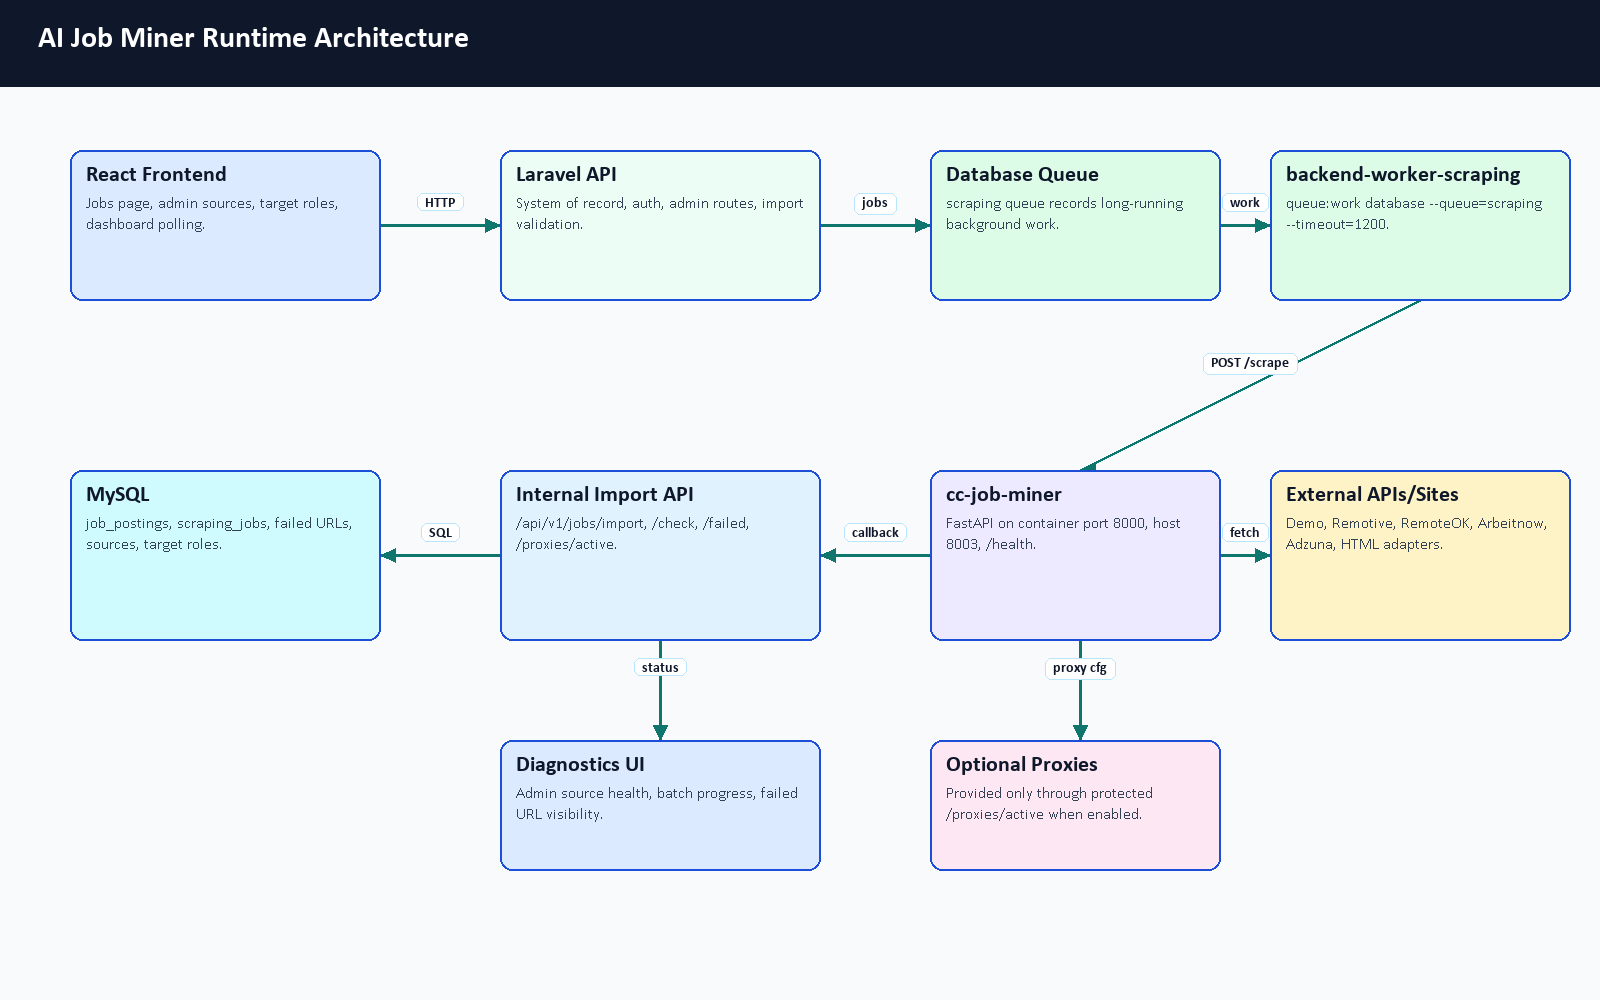 AI Job Miner Runtime Architecture
React Frontend
Jobs page, admin sources, target roles,
dashboard polling.
HTTP
Laravel API
System of record, auth, admin routes, import
validation.
jobs
Database Queue
scraping queue records long-running
background work.
work
backend-worker-scraping
queue:work database --queue=scraping
--timeout=1200.
POST /scrape
MySQL
job_postings, scraping_jobs, failed URLs,
sources, target roles.
SQL
Internal Import API
/api/v1/jobs/import, /check, /failed,
/proxies/active.
callback
cc-job-miner
FastAPI on container port 8000, host
8003, /health.
fetch
External APIs/Sites
Demo, Remotive, RemoteOK, Arbeitnow,
Adzuna, HTML adapters.
status
proxy cfg
Diagnostics UI
Admin source health, batch progress, failed
URL visibility.
Optional Proxies
Provided only through protected
/proxies/active when enabled.